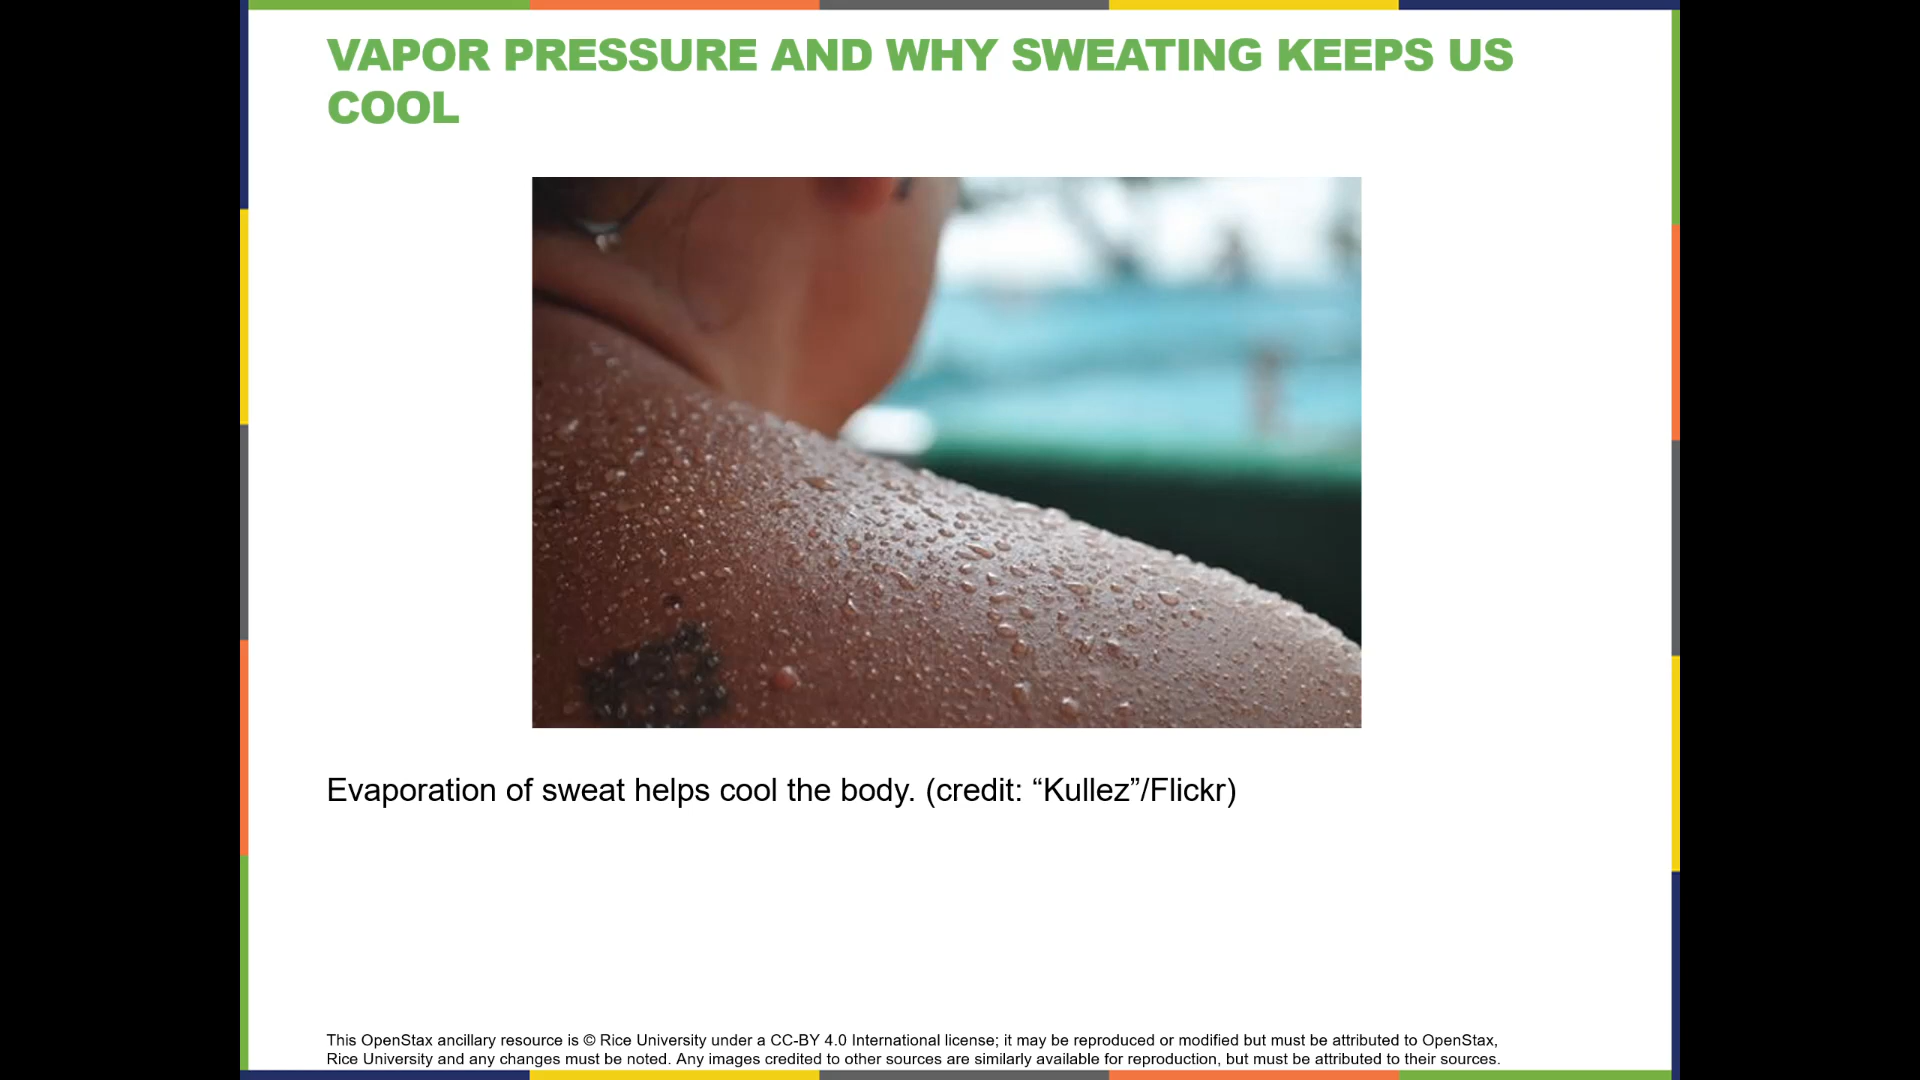 VAPOR PRESSURE AND WHY SWEATING KEEPS US
COOL
Evaporation of sweat helps cool the body. (credit: “Kullez”/Flickr)
This OpenStax ancillary resource is © Rice University under a CC-BY 4.0 International license; it may be reproduced or modified but must be attributed to OpenStax,
Rice University and any changes must be noted. Any images credited to other sources are similarly available for reproduction, but must be attributed to their sources.